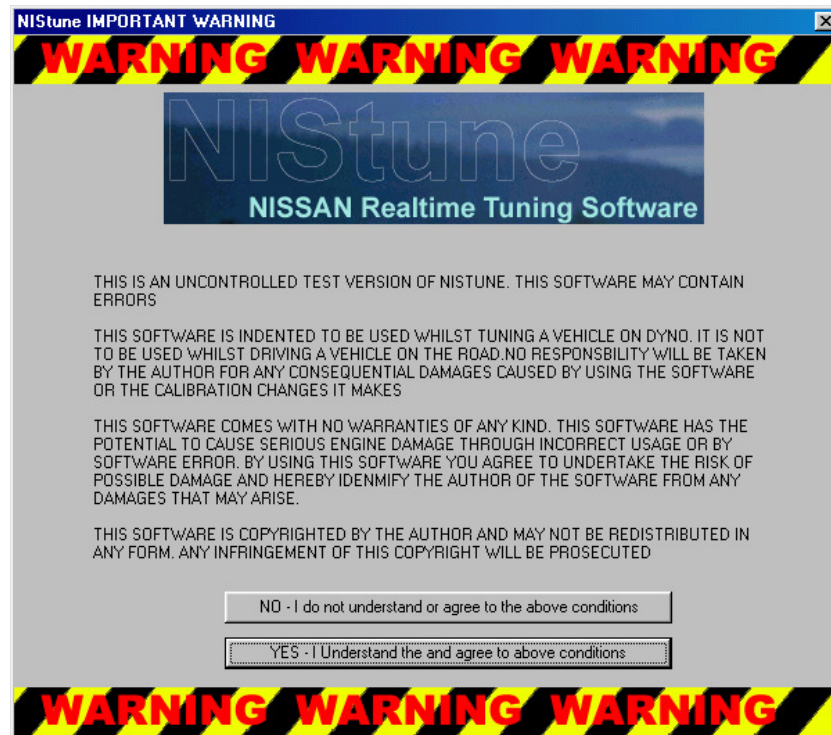 NIStune IMPORTANT WARNING
WARNING WARNING WARNING
NIStune
NISSAN Realtime Tuning Software
THIS IS AN UNCONTROLLED TEST VERSION OF NISTUNE. THIS SOFTWARE MAY CONTAIN
ERRORS
THIS SOFTWARE IS INDENTED TO BE USED WHILST TUNING A VEHICLE ON DYNO. IT IS NOT
TO BE USED WHILST DRIVING A VEHICLE ON THE ROAD.NO RESPONSBILITY WILL BE TAKEN
BY THE AUTHOR FOR ANY CONSEQUENTIAL DAMAGES CAUSED BY USING THE SOFTWARE
OR THE CALIBRATION CHANGES IT MAKES
THIS SOFTWARE COMES WITH NO WARRANTIES OF ANY KIND. THIS SOFTWARE HAS THE
POTENTIAL TO CAUSE SERIOUS ENGINE DAMAGE THROUGH INCORRECT USAGE OR BY
SOFTWARE ERROR. BY USING THIS SOFTWARE YOU AGREE TO UNDERTAKE THE RISK OF
POSSIBLE DAMAGE AND HEREBY IDENMIFY THE AUTHOR OF THE SOFTWARE FROM ANY
DAMAGES THAT MAY ARISE.
THIS SOFTWARE IS COPYRIGHTED BY THE AUTHOR AND MAY NOT BE REDISTRIBUTED IN
ANY FORM. ANY INFRINGEMENT OF THIS COPYRIGHT WILL BE PROSECUTED
NO - I do not understand or agree to the above conditions
YES - I Understand the and agree to above conditions
WARNING WARNING WARNING